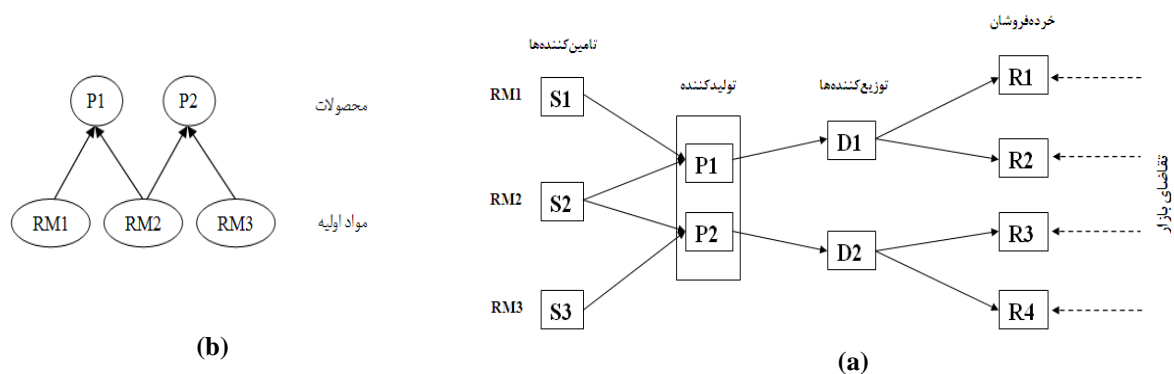 خرده‌فروشان
تامین‌کننده‌ها
تولیدکننده
توزیع‌کننده‌ها
RM1
S1
RM2
S2
RM3
S3
P1
P2
D1
D2
R1
R2
R3
R4
تقاضای بازار
(a)
P1
P2
محصولات
RM1
RM2
RM3
مواد اولیه
(b)